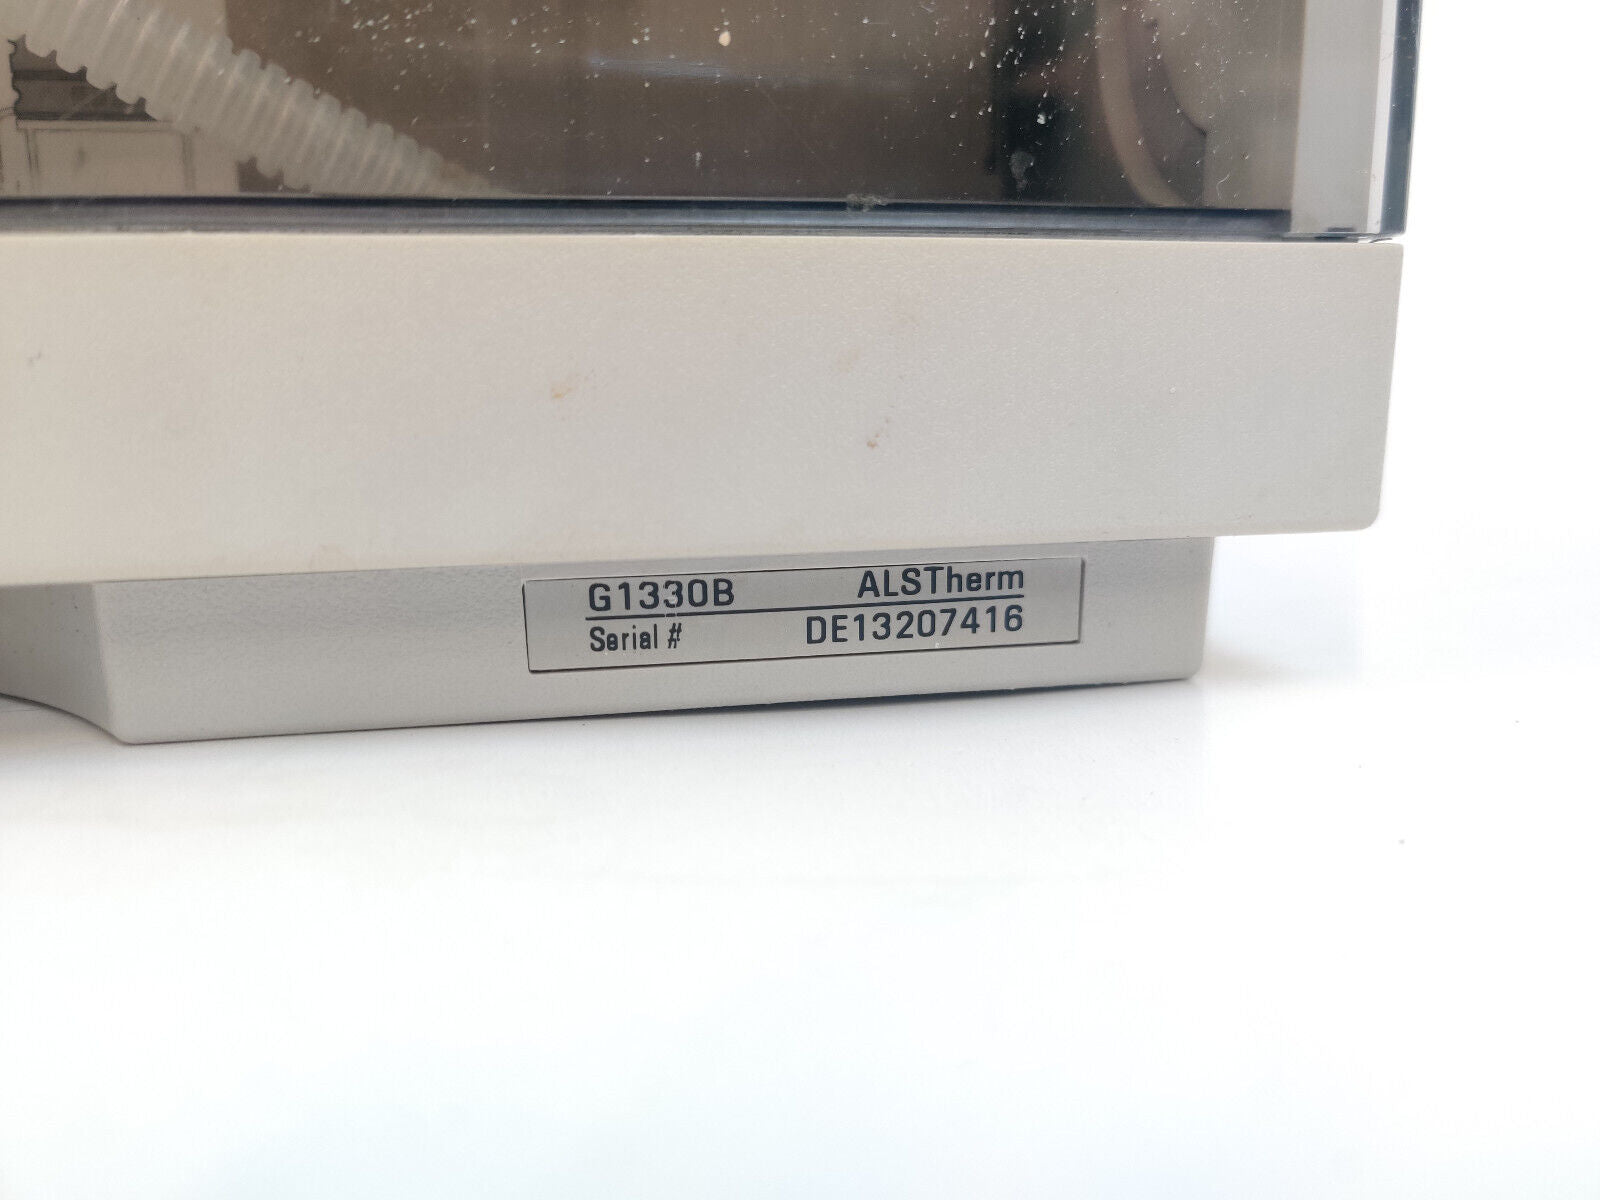 G1330B ALSTherm
Serial # DE13207416